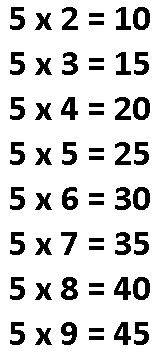 5 x 2 = 10
5 x 3 = 15
5 x 4 = 20
5 x 5 = 25
5 x 6 = 30
5 x 7 = 35
5 x 8 = 40
5 x 9 = 45